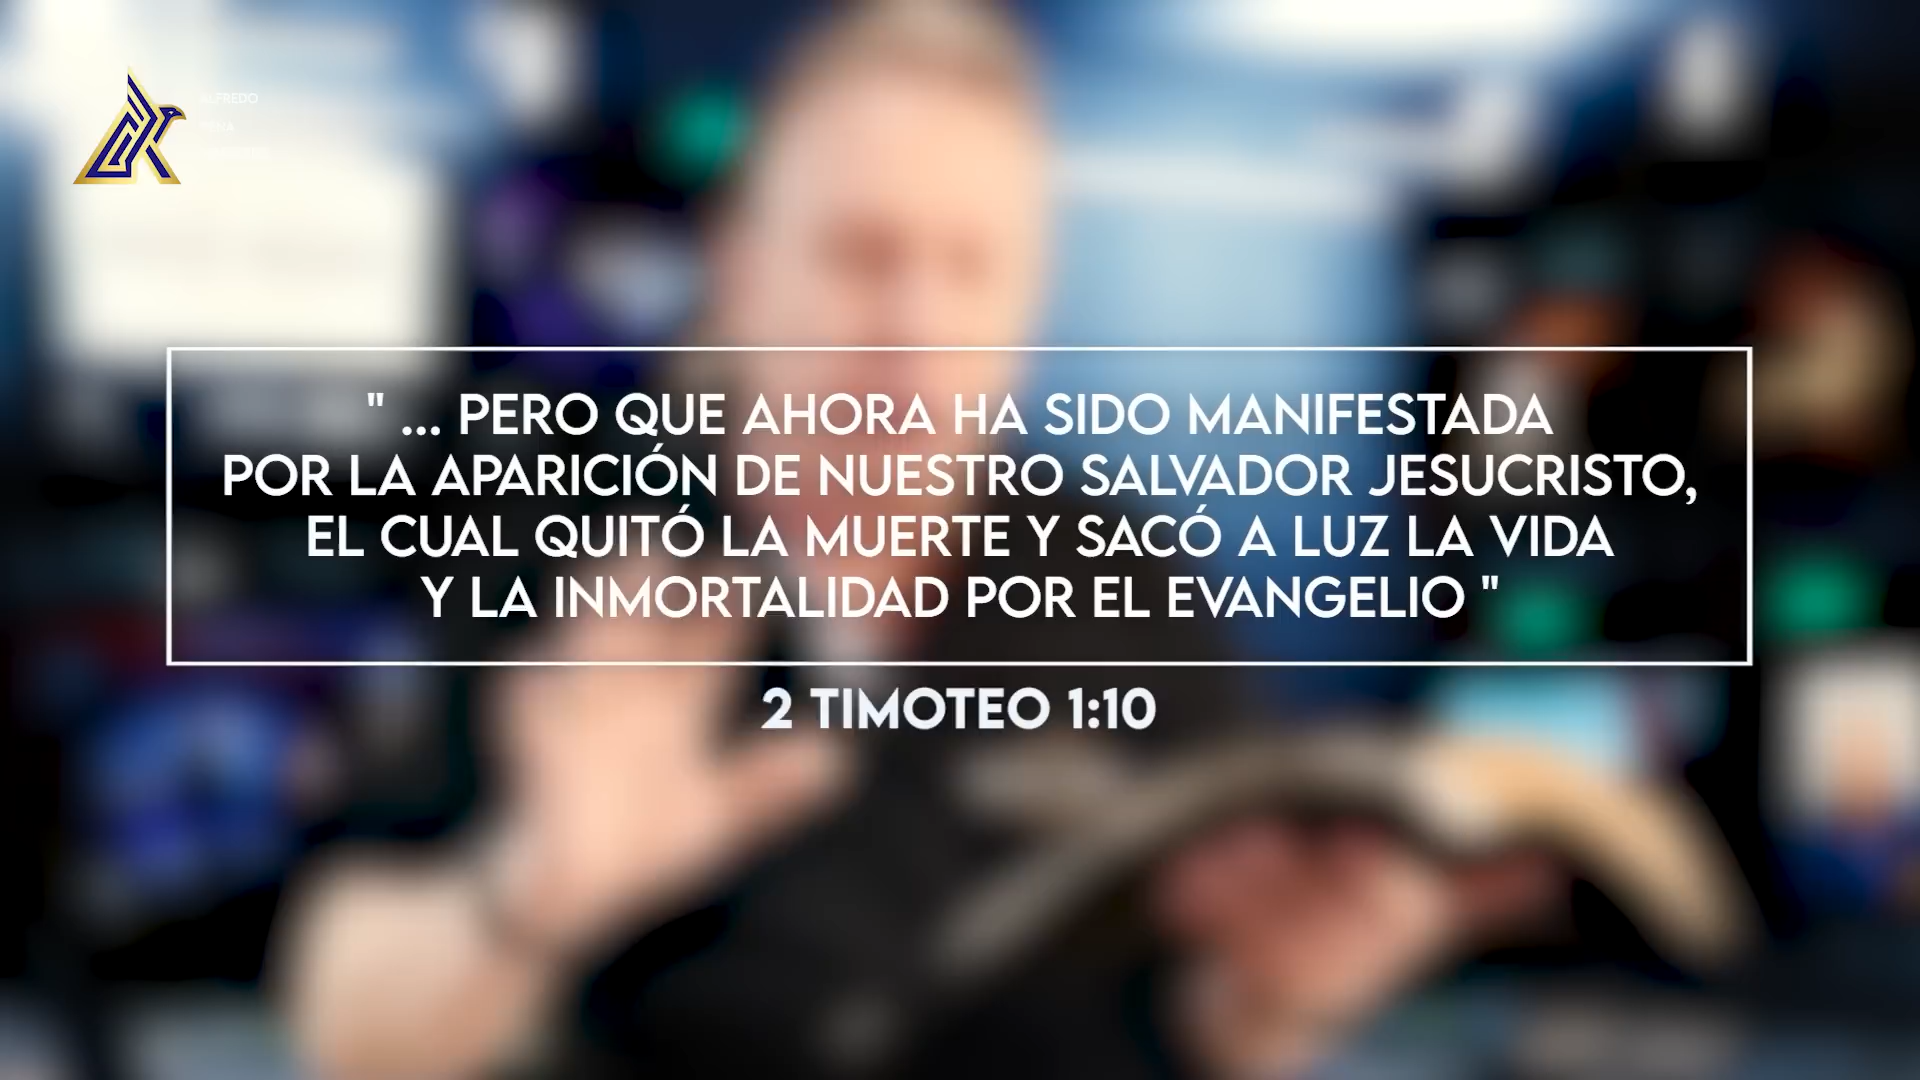 ALFREDO
" ... PERO QUE AHORA HA SIDO MANIFESTADA
POR LA APARICIÓN DE NUESTRO SALVADOR JESUCRISTO,
EL CUAL QUITÓ LA MUERTE Y SACÓ A LUZ LA VIDA
Y LA INMORTALIDAD POR EL EVANGELIO "
2 TIMOTEO 1:10